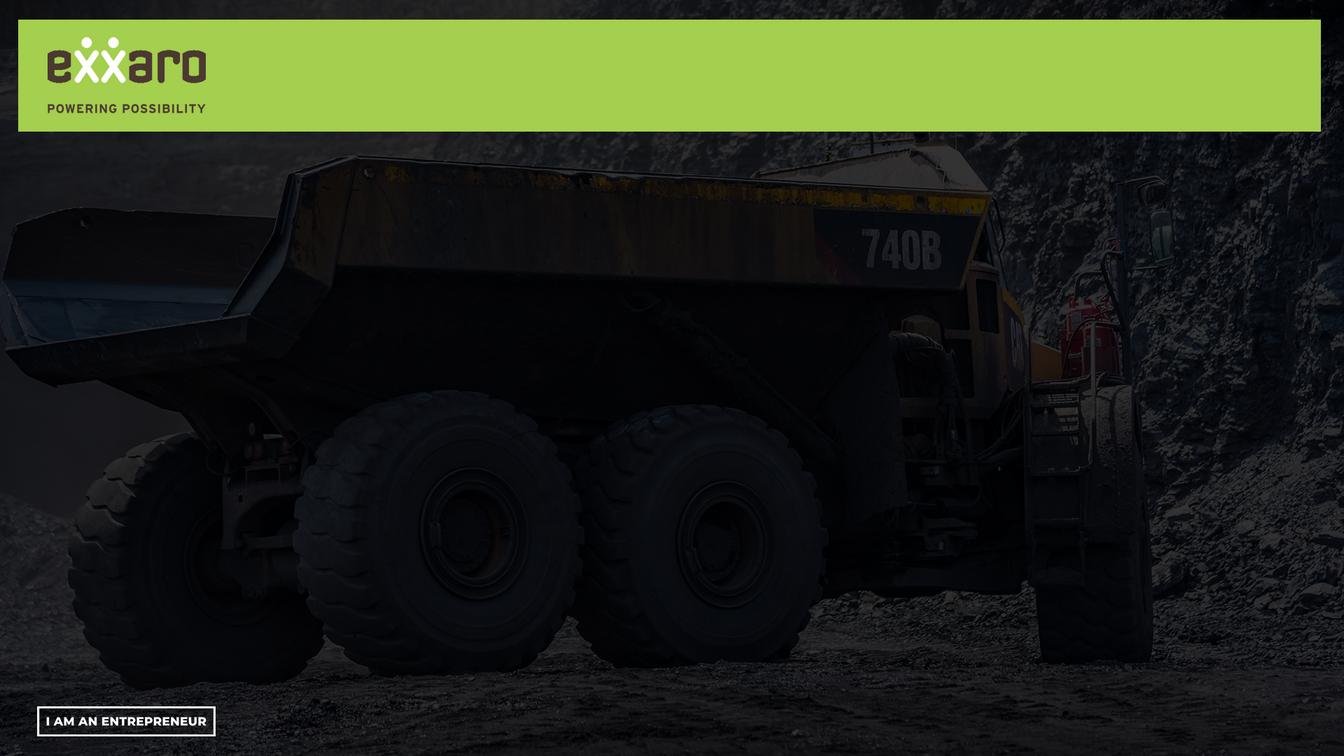 exxaro
POWERING POSSIBILITY
740B
I AM AN ENTREPRENEUR